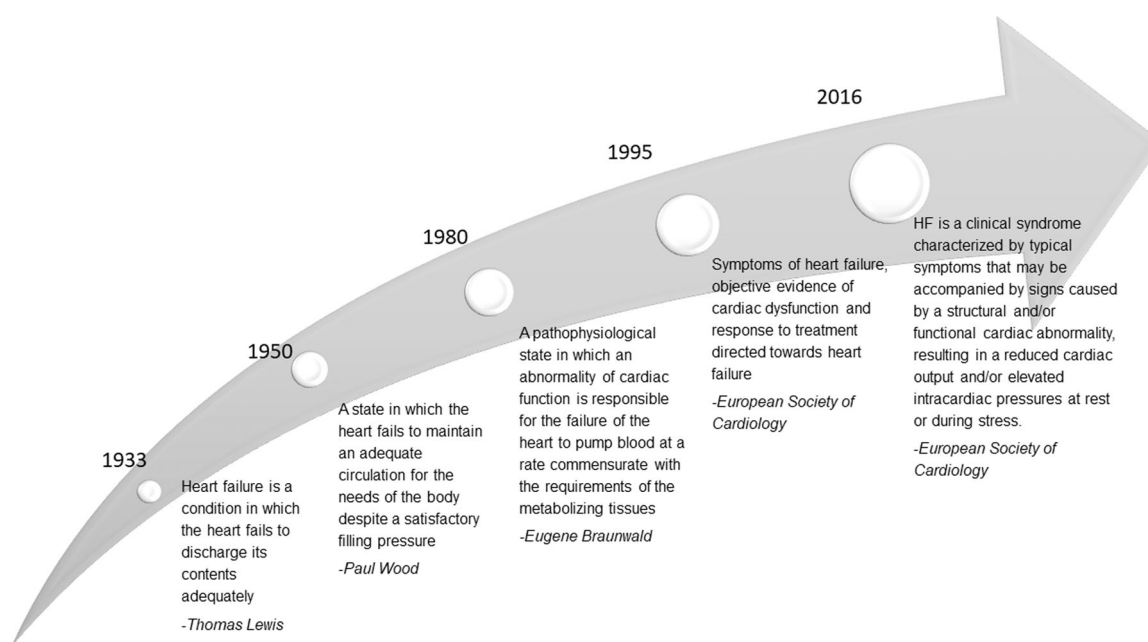 1933
Heart failure is a
condition in which
the heart fails to
discharge its
contents
adequately
-Thomas Lewis
1950
A state in which the
heart fails to maintain
an adequate
circulation for the
needs of the body
despite a satisfactory
filling pressure
-Paul Wood
1980
A pathophysiological
state in which an
abnormality of cardiac
function is responsible
for the failure of the
heart to pump blood at a
rate commensurate with
the requirements of the
metabolizing tissues
-Eugene Braunwald
1995
Symptoms of heart failure,
objective evidence of
cardiac dysfunction and
response to treatment
directed towards heart
failure
-European Society of
Cardiology
2016
HF is a clinical syndrome
characterized by typical
symptoms that may be
accompanied by signs caused
by a structural and/or
functional cardiac abnormality,
resulting in a reduced cardiac
output and/or elevated
intracardiac pressures at rest
or during stress.
-European Society of
Cardiology